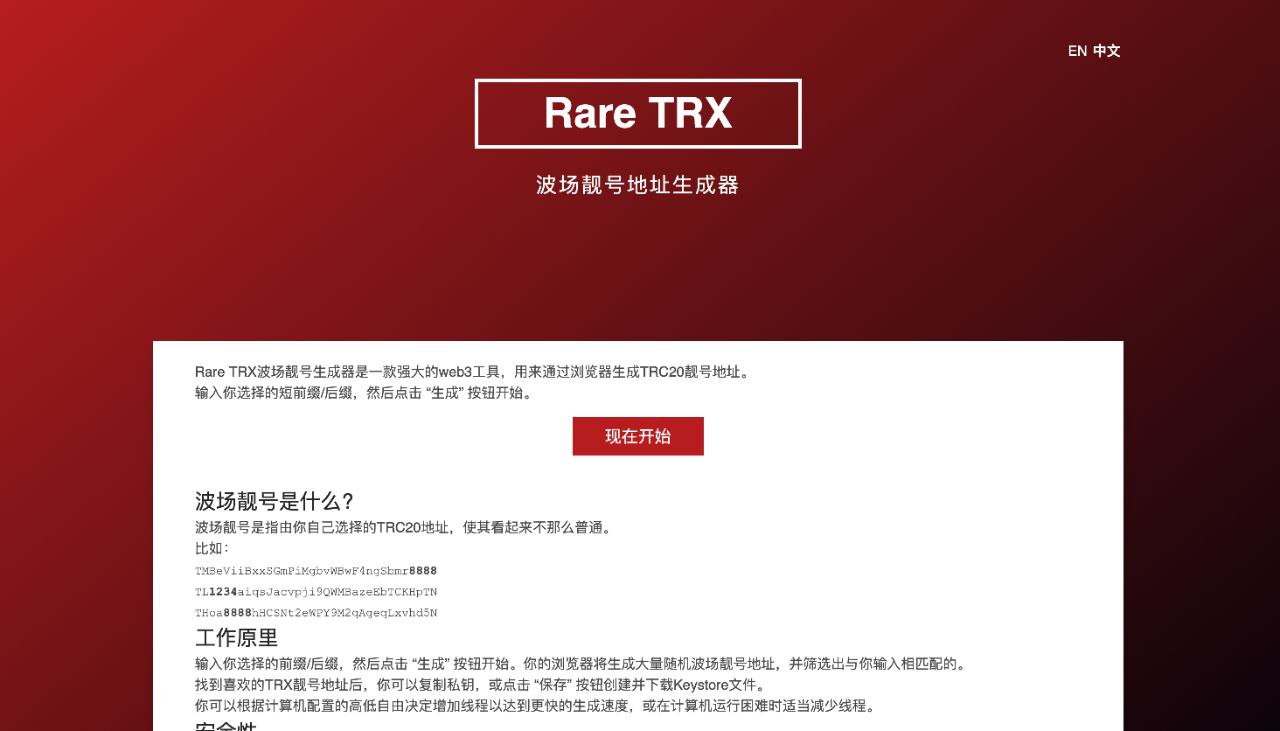 EN 中文
Rare TRX
波场靓号地址生成器
Rare TRX波场靓号生成器是一款强大的web3工具，用来通过浏览器生成TRC20靓号地址。
输入你选择的短前缀/后缀，然后点击 “生成” 按钮开始。
现在开始
波场靓号是什么？
波场靓号是指由你自己选择的TRC20地址，使其看起来不那么普通。
比如：
TMBeViiBxxSGmPiMgbvWBwF4ngSbmr8888
TL1234aiqsJacvpji9QWMBazeEbTCKHpTN
THoa8888hHCSNt2eWPY9M2qAgeqLxvhd5N
工作原里
输入你选择的前缀/后缀，然后点击 “生成” 按钮开始。你的浏览器将生成大量随机波场靓号地址，并筛选出与你输入相匹配的。
找到喜欢的TRX靓号地址后，你可以复制私钥，或点击 “保存” 按钮创建并下载Keystore文件。
你可以根据计算机配置的高低自由决定增加线程以达到更快的生成速度，或在计算机运行困难时适当减少线程。
安全性